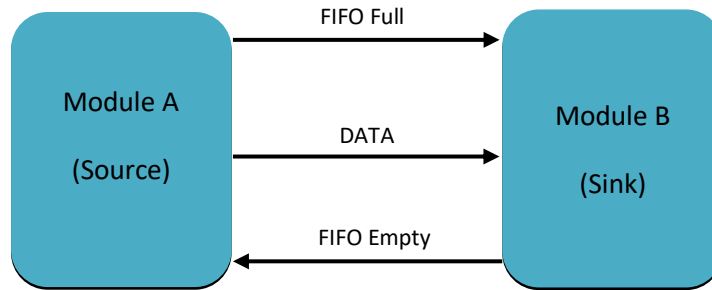 FIFO Full
Module A
(Source)
DATA
Module B
(Sink)
FIFO Empty